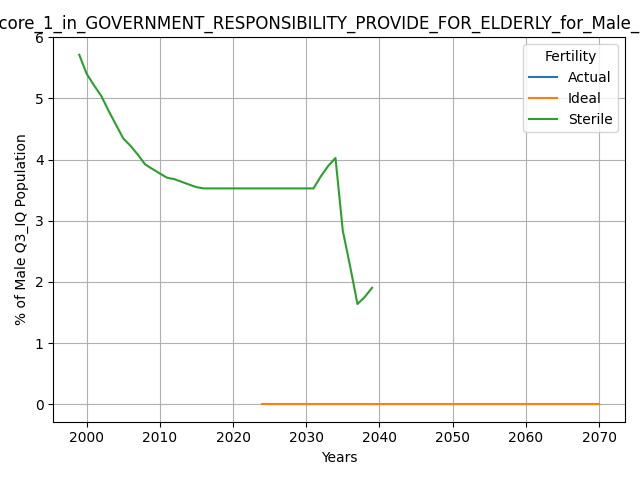 core_1_in_GOVERNMENT_RESPONSIBILITY_PROVIDE_FOR_ELDERLY_for_Male_
Fertility
Actual
Ideal
Sterile
% of Male Q3_IQ Population
6
5
4
3
2
1
0
2000 2010 2020 2030 2040 2050 2060 2070
Years